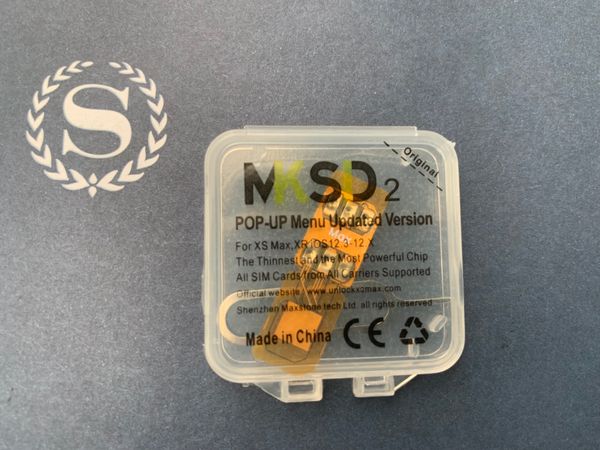 S
Original
MKSD2
POP-UP Menu Updated Version
For XS Max,XR,iOS12.3-12.X
The Thinnest and the Most Powerful Chip
All SIM Cards from All Carriers Supported
Official website : www.unlockx2max.com
Shenzhen Maxstone tech Ltd. all rights reserved
Made in China CE